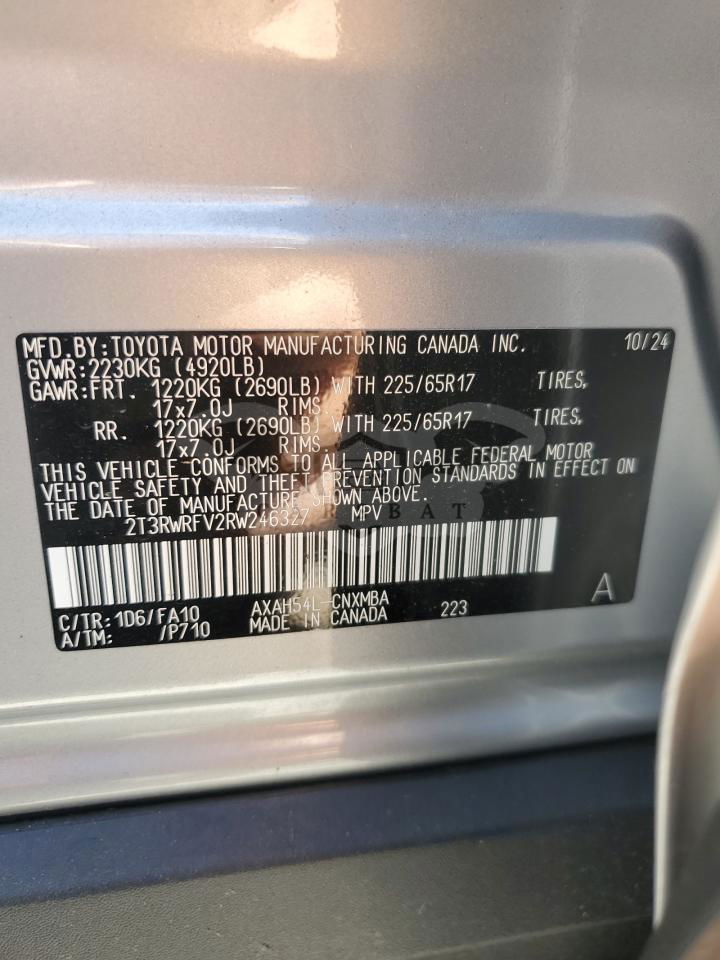 MFD.BY:TOYOTA MOTOR MANUFACTURING CANADA INC. 10/24
GVWR:2230KG (4920LB)
GAWR:FRT. 1220KG (2690LB) WITH 225/65R17 TIRES,
17x7.0J RIMS.
RR. 1220KG (2690LB) WITH 225/65R17 TIRES,
17x7.0J RIMS.
THIS VEHICLE CONFORMS TO ALL APPLICABLE FEDERAL MOTOR
VEHICLE SAFETY AND THEFT PREVENTION STANDARDS IN EFFECT ON
THE DATE OF MANUFACTURE SHOWN ABOVE.
2T3RWRFV2RW246327 MPV
C/TR:1D6/FA10 AXAH54L-CNXMBA 223 A
A/TM: /P710 MADE IN CANADA